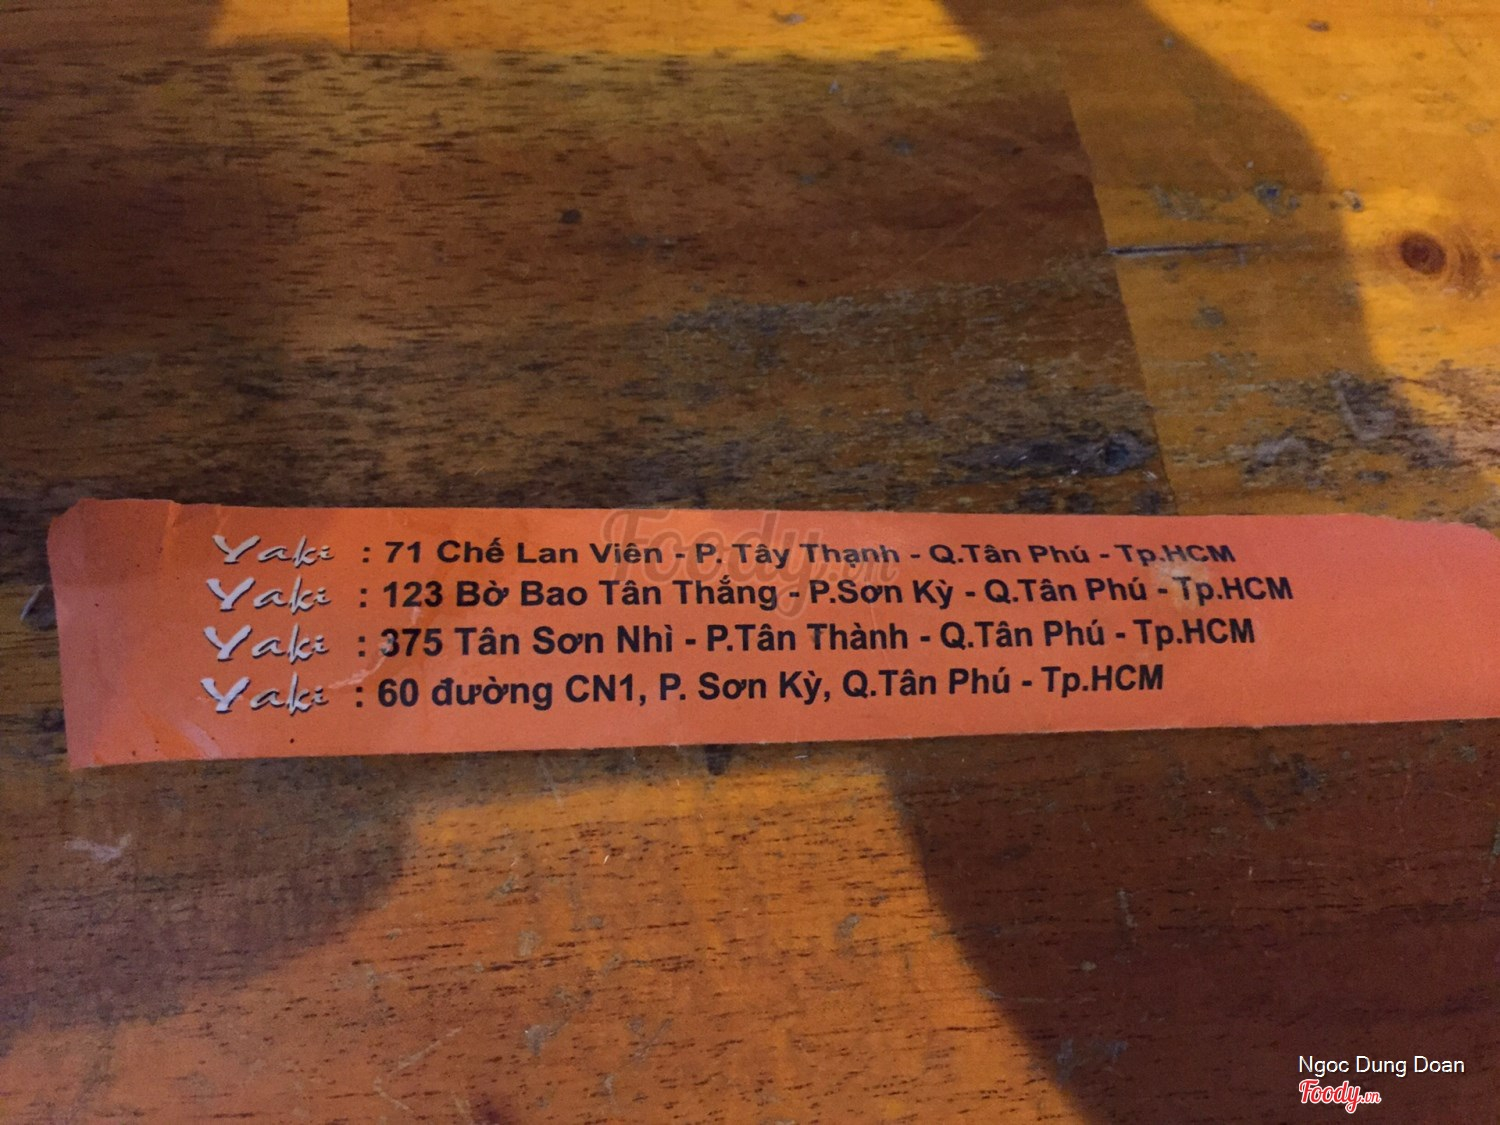 Yaki : 71 Chế Lan Viên - P. Tây Thạnh - Q.Tân Phú - Tp.HCM
Yaki : 123 Bờ Bao Tân Thắng - P.Sơn Kỳ - Q.Tân Phú - Tp.HCM
Yaki : 375 Tân Sơn Nhì - P.Tân Thành - Q.Tân Phú - Tp.HCM
Yaki : 60 đường CN1, P. Sơn Kỳ, Q.Tân Phú - Tp.HCM
Foody.vn
Ngoc Dung Doan
Foody.vn